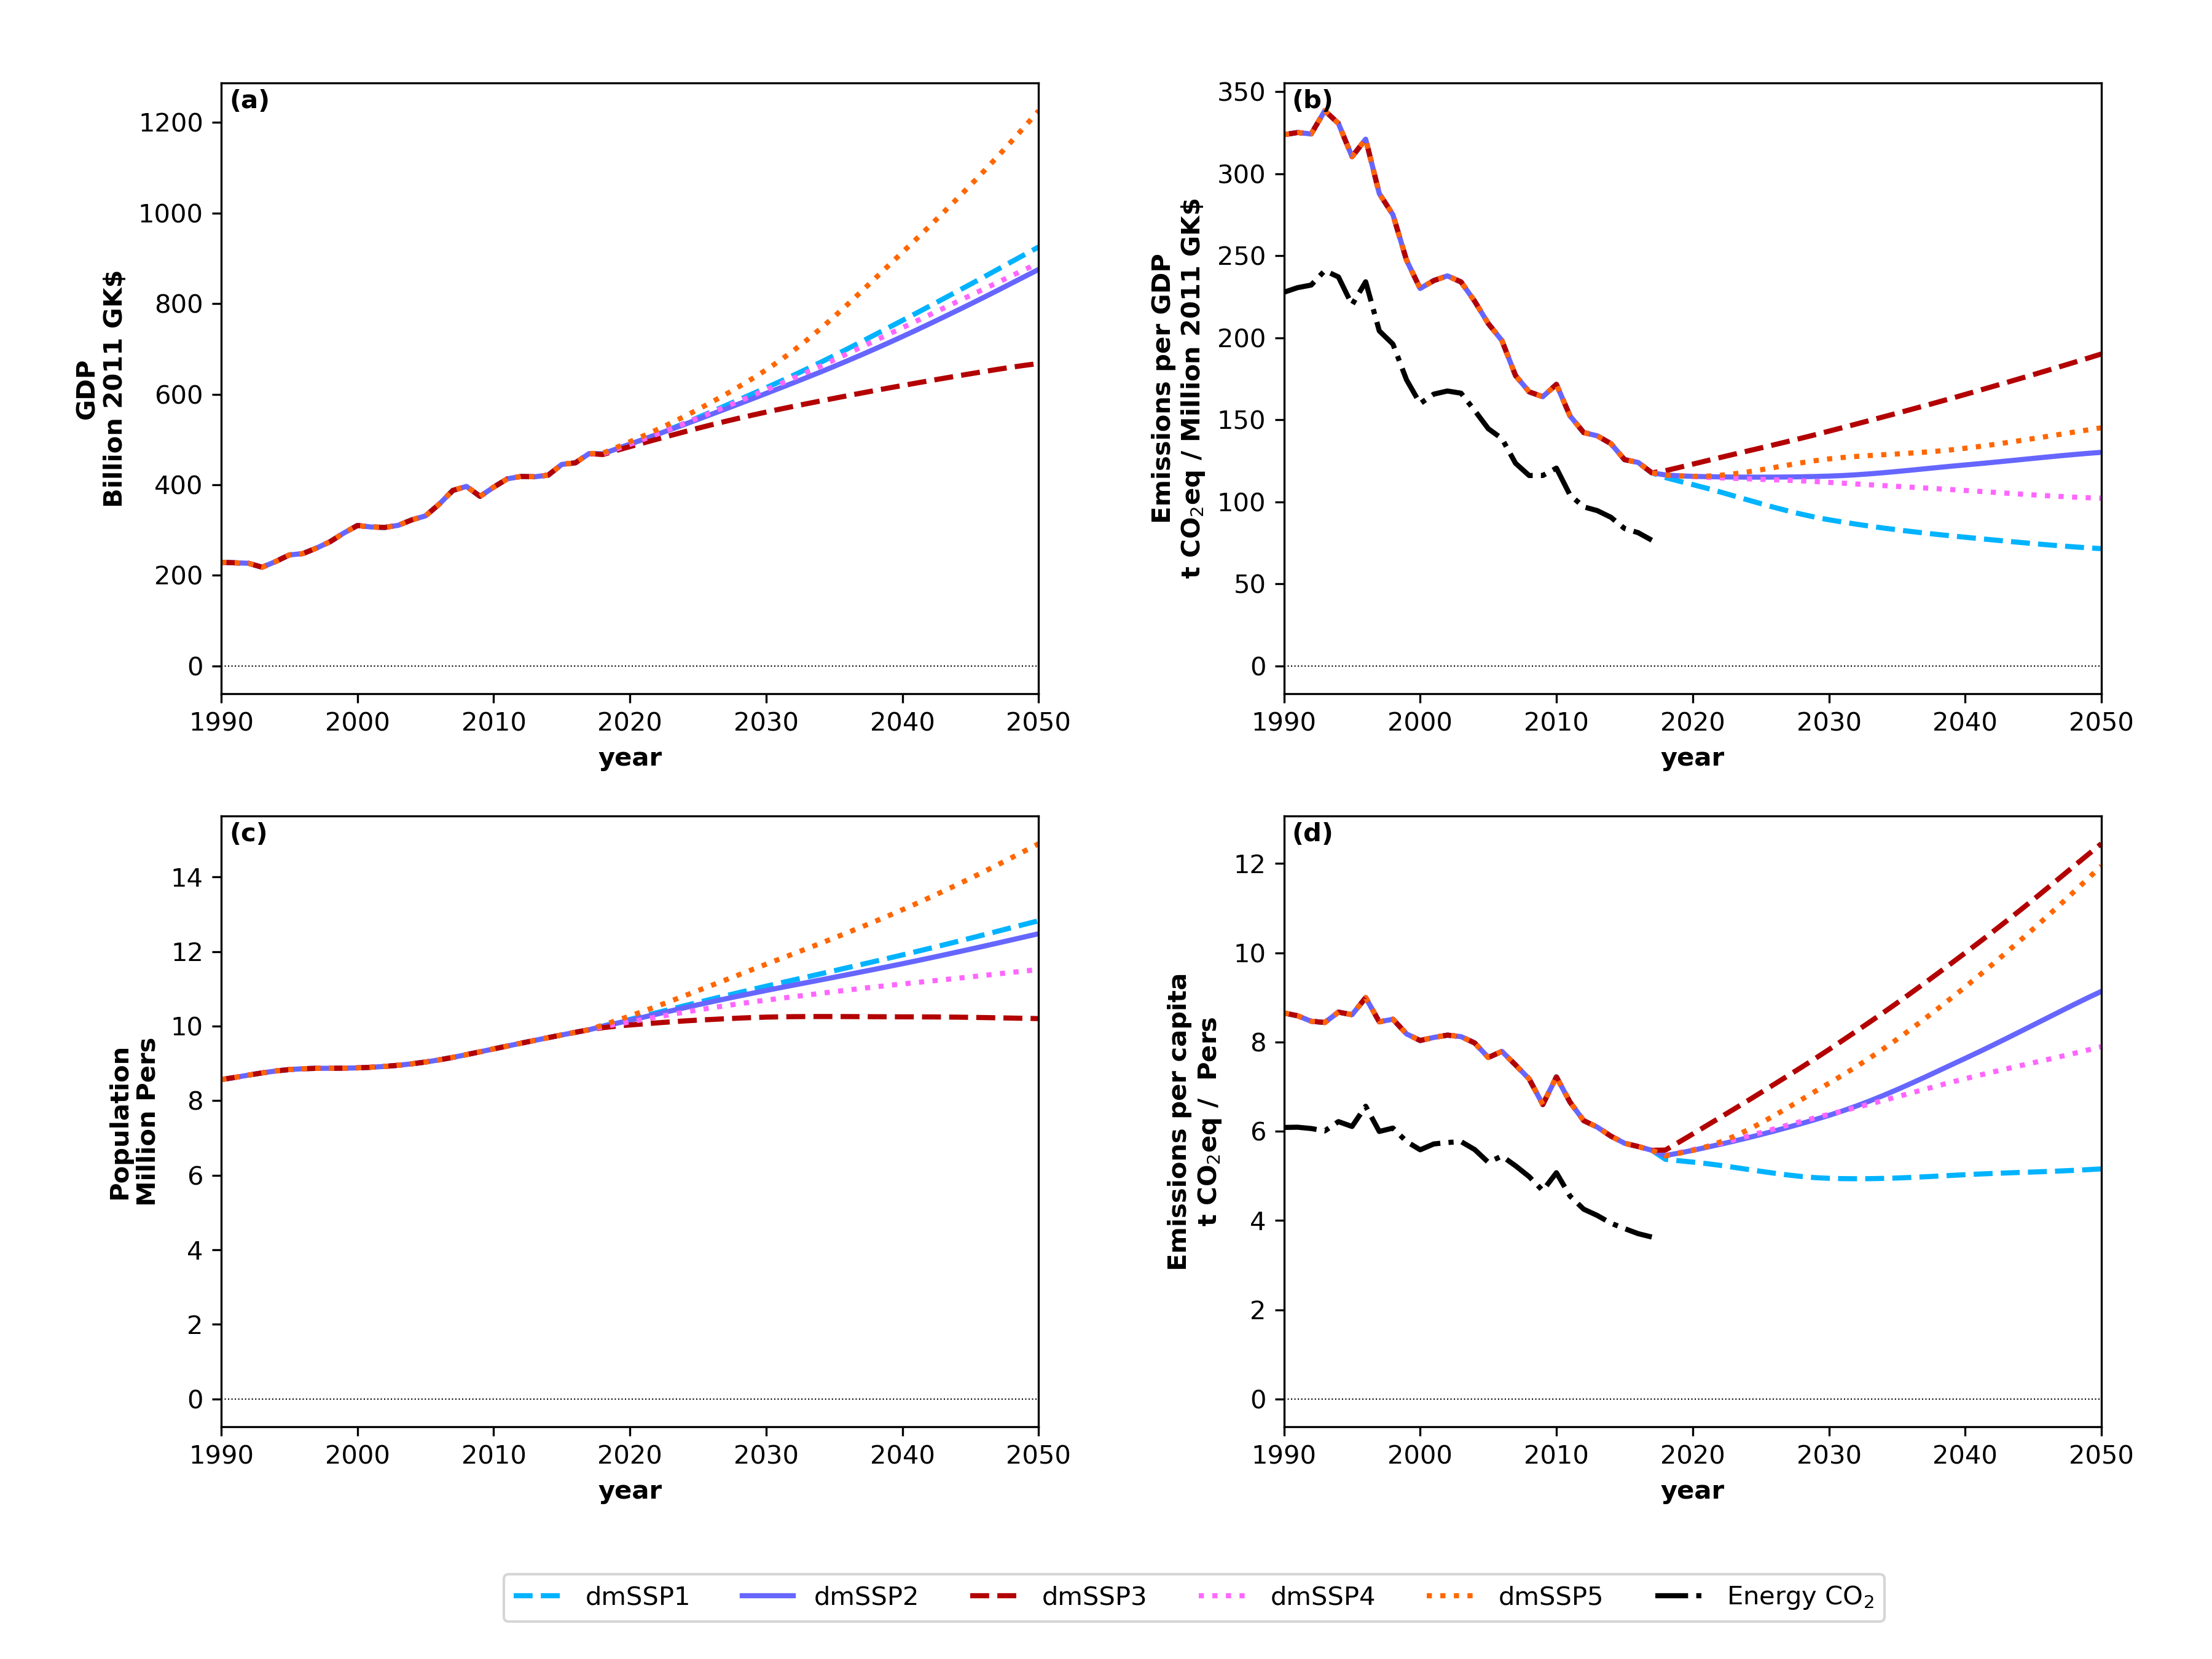 (a)
1200
1000
800
600
400
200
0
GDP
Billion 2011 GK$
1990 2000 2010 2020 2030 2040 2050
year
(b)
350
300
250
200
150
100
50
0
Emissions per GDP
t CO₂eq / Million 2011 GK$
1990 2000 2010 2020 2030 2040 2050
year
(c)
14
12
10
8
6
4
2
0
Population
Million Pers
1990 2000 2010 2020 2030 2040 2050
year
(d)
12
10
8
6
4
2
0
Emissions per capita
t CO₂eq / Pers
1990 2000 2010 2020 2030 2040 2050
year
dmSSP1 dmSSP2 dmSSP3 dmSSP4 dmSSP5 Energy CO₂